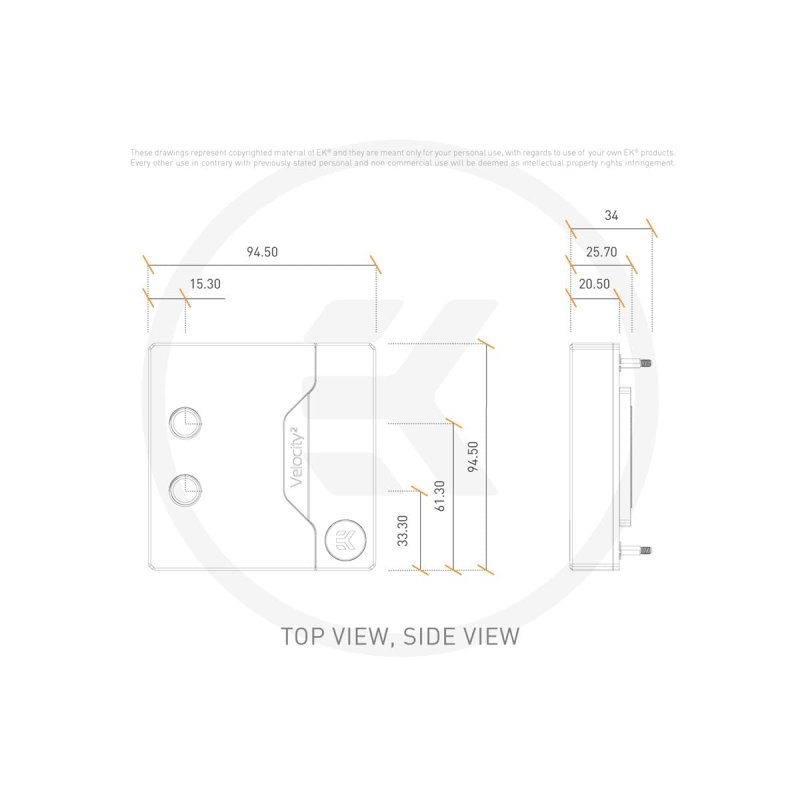 These drawings represent copyrighted material of EK® and they are meant only for your personal use, with regards to use of your own EK® products.
Every other use in contrary with previously stated personal and non commercial use will be deemed as intellectual property rights infringement.
34
94.50
25.70
15.30
20.50
Velocity²
94.50
61.30
33.30
EK
TOP VIEW, SIDE VIEW